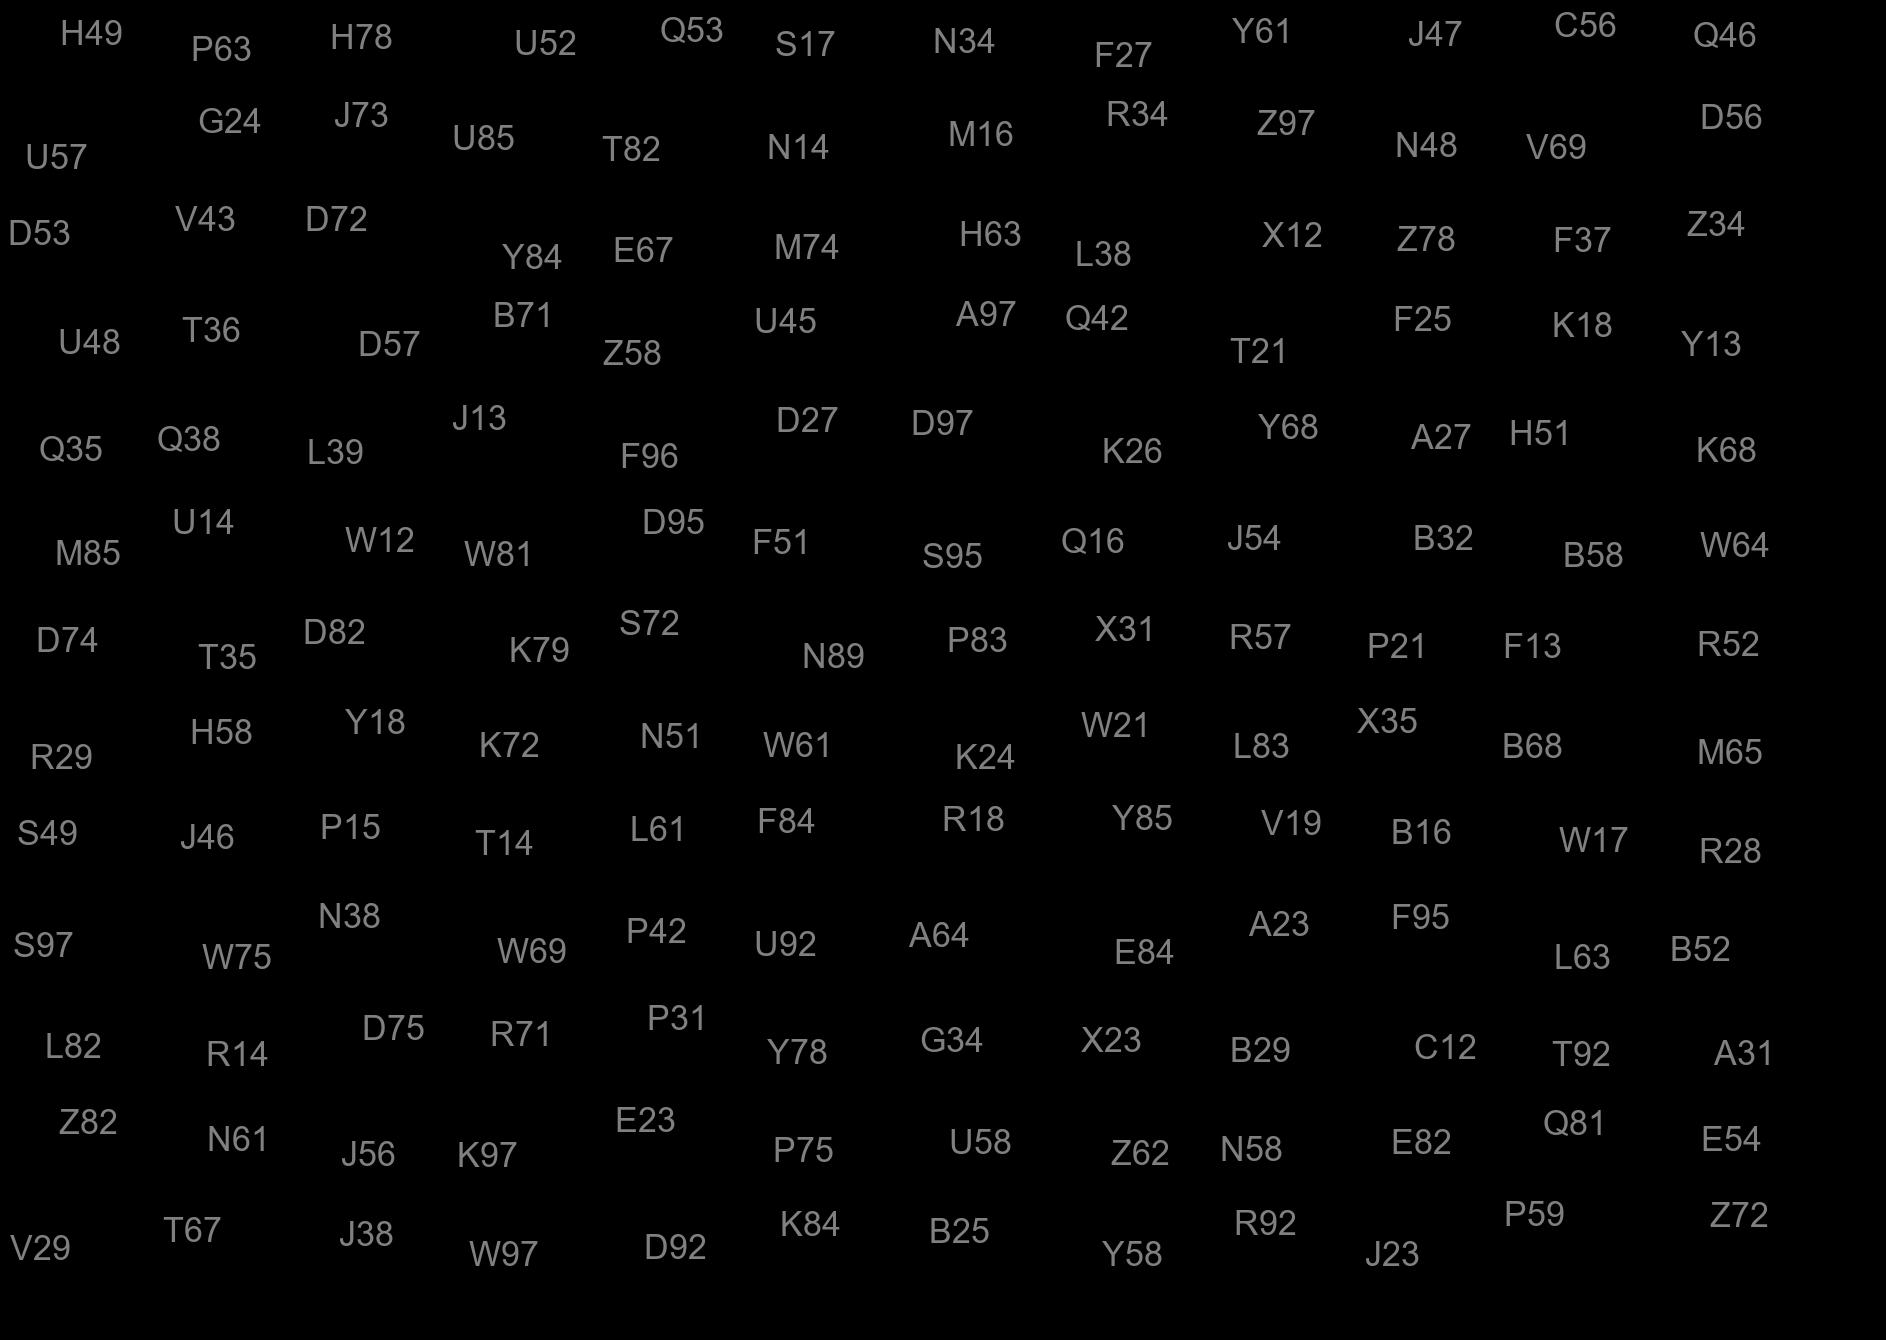 H49 P63 H78 U52 Q53 S17 N34 F27 Y61 J47 C56 Q46
U57 G24 J73 U85 T82 N14 M16 R34 Z97 N48 V69 D56
D53 V43 D72 Y84 E67 M74 H63 L38 X12 Z78 F37 Z34
U48 T36 D57 B71 Z58 U45 A97 Q42 T21 F25 K18 Y13
Q35 Q38 L39 J13 F96 D27 D97 K26 Y68 A27 H51 K68
M85 U14 W12 W81 D95 F51 S95 Q16 J54 B32 B58 W64
D74 T35 D82 K79 S72 N89 P83 X31 R57 P21 F13 R52
R29 H58 Y18 K72 N51 W61 K24 W21 L83 X35 B68 M65
S49 J46 P15 T14 L61 F84 R18 Y85 V19 B16 W17 R28
S97 W75 N38 W69 P42 U92 A64 E84 A23 F95 L63 B52
L82 R14 D75 R71 P31 Y78 G34 X23 B29 C12 T92 A31
Z82 N61 J56 K97 E23 P75 U58 Z62 N58 E82 Q81 E54
V29 T67 J38 W97 D92 K84 B25 Y58 R92 J23 P59 Z72